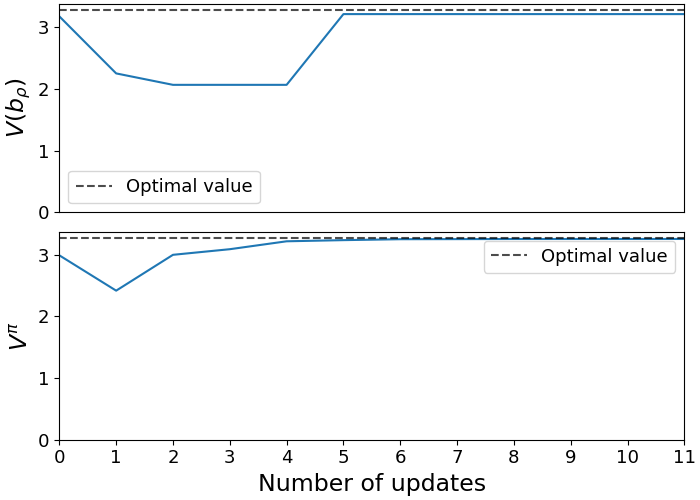 3
2
1
0
V(b_ρ)
Optimal value
3
2
1
0
V^π
Optimal value
0 1 2 3 4 5 6 7 8 9 10 11
Number of updates